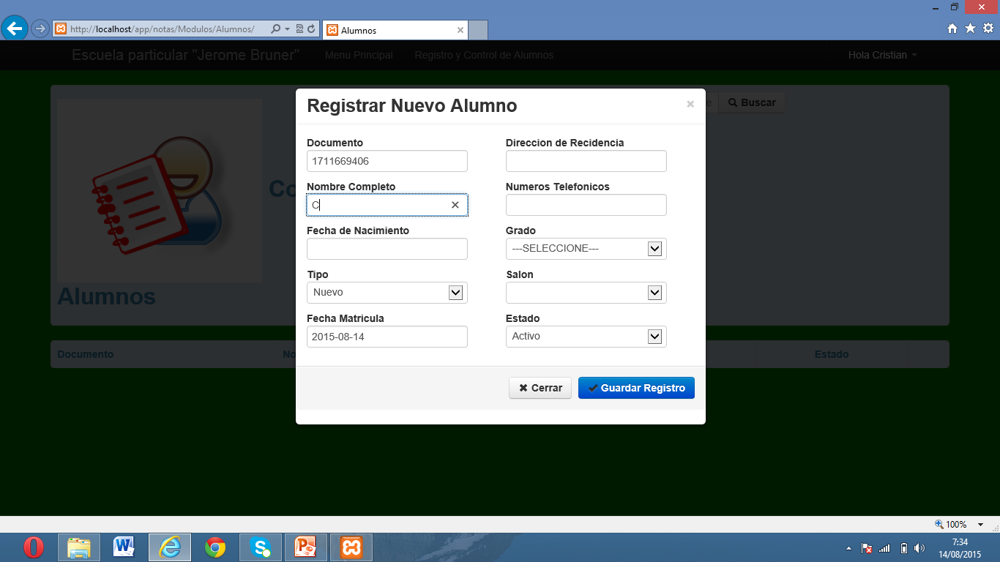 http://localhost/app/notas/Modulos/Alumnos/
Alumnos
Escuela particular "Jerome Bruner"
Menu Principal
Registro y Control de Alumnos
Hola Cristian
Buscar
Co
Alumnos
Documento
No
Estado
Registrar Nuevo Alumno
Documento
1711669406
Direccion de Recidencia
Nombre Completo
C
Numeros Telefonicos
Fecha de Nacimiento
Grado
---SELECCIONE---
Tipo
Nuevo
Salon
Fecha Matricula
2015-08-14
Estado
Activo
Cerrar
Guardar Registro
100%
7:34
14/08/2015